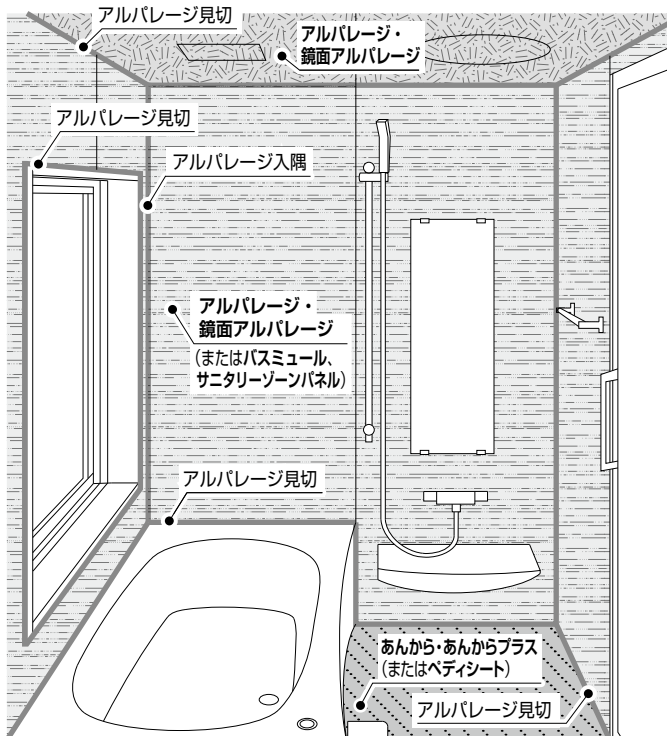 アルパレージ見切
アルパレージ・
鏡面アルパレージ
アルパレージ見切
アルパレージ入隅
アルパレージ・
鏡面アルパレージ
(またはバスミュール、
サニタリーゾーンパネル)
アルパレージ見切
あんから・あんからプラス
(またはペディシート)
アルパレージ見切